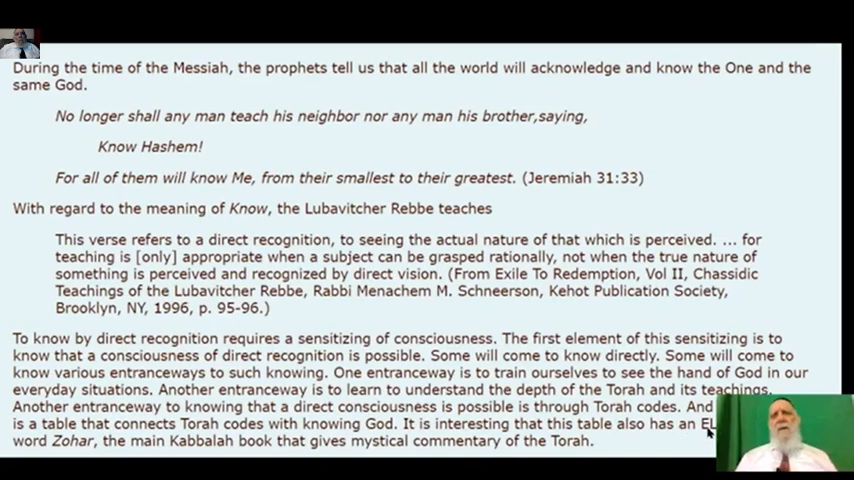 During the time of the Messiah, the prophets tell us that all the world will acknowledge and know the One and the
same God.
No longer shall any man teach his neighbor nor any man his brother,saying,
Know Hashem!
For all of them will know Me, from their smallest to their greatest. (Jeremiah 31:33)
With regard to the meaning of Know, the Lubavitcher Rebbe teaches
This verse refers to a direct recognition, to seeing the actual nature of that which is perceived. ... for
teaching is [only] appropriate when a subject can be grasped rationally, not when the true nature of
something is perceived and recognized by direct vision. (From Exile To Redemption, Vol II, Chassidic
Teachings of the Lubavitcher Rebbe, Rabbi Menachem M. Schneerson, Kehot Publication Society,
Brooklyn, NY, 1996, p. 95-96.)
To know by direct recognition requires a sensitizing of consciousness. The first element of this sensitizing is to
know that a consciousness of direct recognition is possible. Some will come to know directly. Some will come to
know various entranceways to such knowing. One entranceway is to train ourselves to see the hand of God in our
everyday situations. Another entranceway is to learn to understand the depth of the Torah and its teachings.
Another entranceway to knowing that a direct consciousness is possible is through Torah codes. And
is a table that connects Torah codes with knowing God. It is interesting that this table also has an
word Zohar, the main Kabbalah book that gives mystical commentary of the Torah.